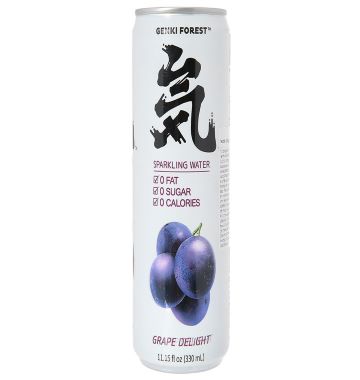 GENKI FOREST™
気
SPARKLING WATER
☑ 0 FAT
☑ 0 SUGAR
☑ 0 CALORIES
GRAPE DELIGHT
11.15 fl oz (330 mL)